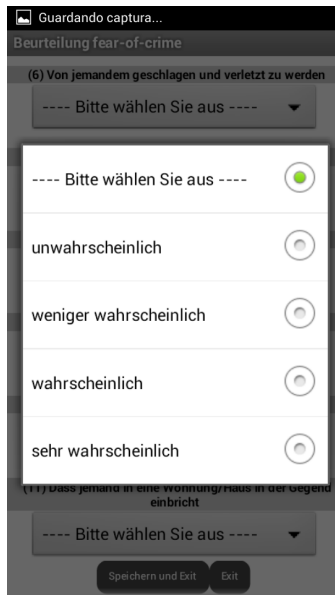 Guardando captura...
Beurteilung fear-of-crime
(6) Von jemandem geschlagen und verletzt zu werden
---- Bitte wählen Sie aus ----
---- Bitte wählen Sie aus ----
unwahrscheinlich
weniger wahrscheinlich
wahrscheinlich
sehr wahrscheinlich
(11) Dass jemand in eine Wohnung/Haus in der Gegend
einbricht
---- Bitte wählen Sie aus ----
Speichern und Exit Exit